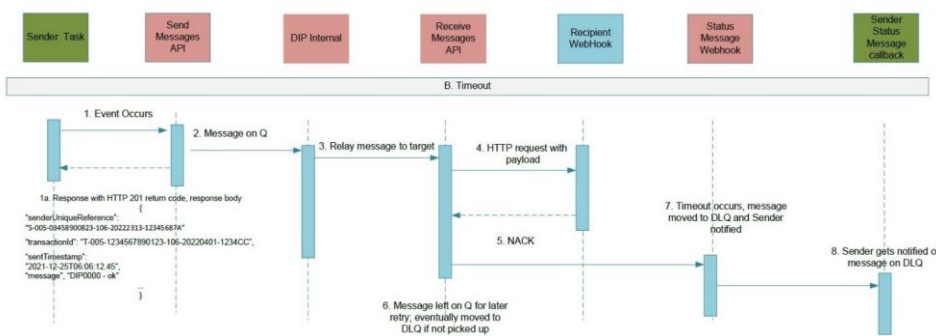 Sender Task
Send
Messages
API
DIP Internal
Receive
Messages
API
Recipient
WebHook
Status
Message
Webhook
Sender
Status
Message
callback
B. Timeout
1. Event Occurs
2. Message on Q
3. Relay message to target
4. HTTP request with
payload
1a. Response with HTTP 201 return code, response body
{
"senderUniqueReference":
"S-005-03458900823-106-20222313-12345687A"
"transactionId": "T-005-1234567890123-106-20220401-1234CC",
"sentTimestamp":
"2021-12-25T06:06:12.45",
"message", "DIP0000 - ok"
...
}
5. NACK
6. Message left on Q for later
retry; eventually moved to
DLQ if not picked up
7. Timeout occurs, message
moved to DLQ and Sender
notified
8. Sender gets notified of
message on DLQ